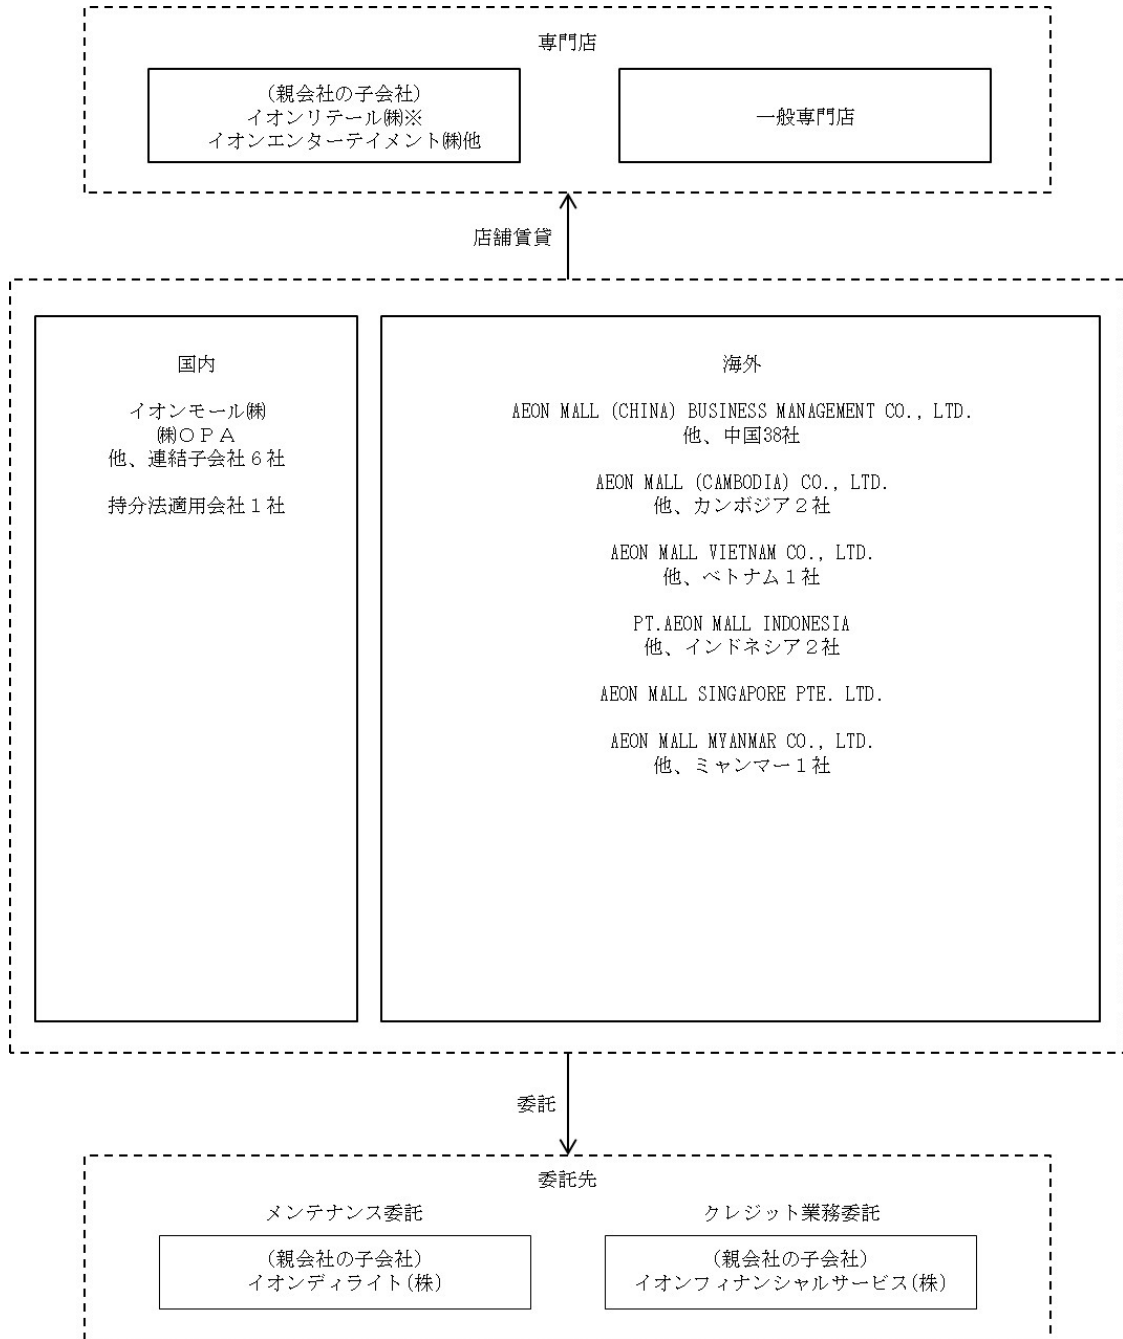 専門店
(親会社の子会社)
イオンリテール㈱※
イオンエンターテイメント㈱他
一般専門店
店舗賃貸
国内
イオンモール㈱
㈱ＯＰＡ
他、連結子会社６社
持分法適用会社１社
海外
AEON MALL (CHINA) BUSINESS MANAGEMENT CO., LTD.
他、中国38社
AEON MALL (CAMBODIA) CO., LTD.
他、カンボジア２社
AEON MALL VIETNAM CO., LTD.
他、ベトナム１社
PT.AEON MALL INDONESIA
他、インドネシア２社
AEON MALL SINGAPORE PTE. LTD.
AEON MALL MYANMAR CO., LTD.
他、ミャンマー１社
委託
委託先
メンテナンス委託
(親会社の子会社)
イオンディライト(株)
クレジット業務委託
(親会社の子会社)
イオンフィナンシャルサービス(株)